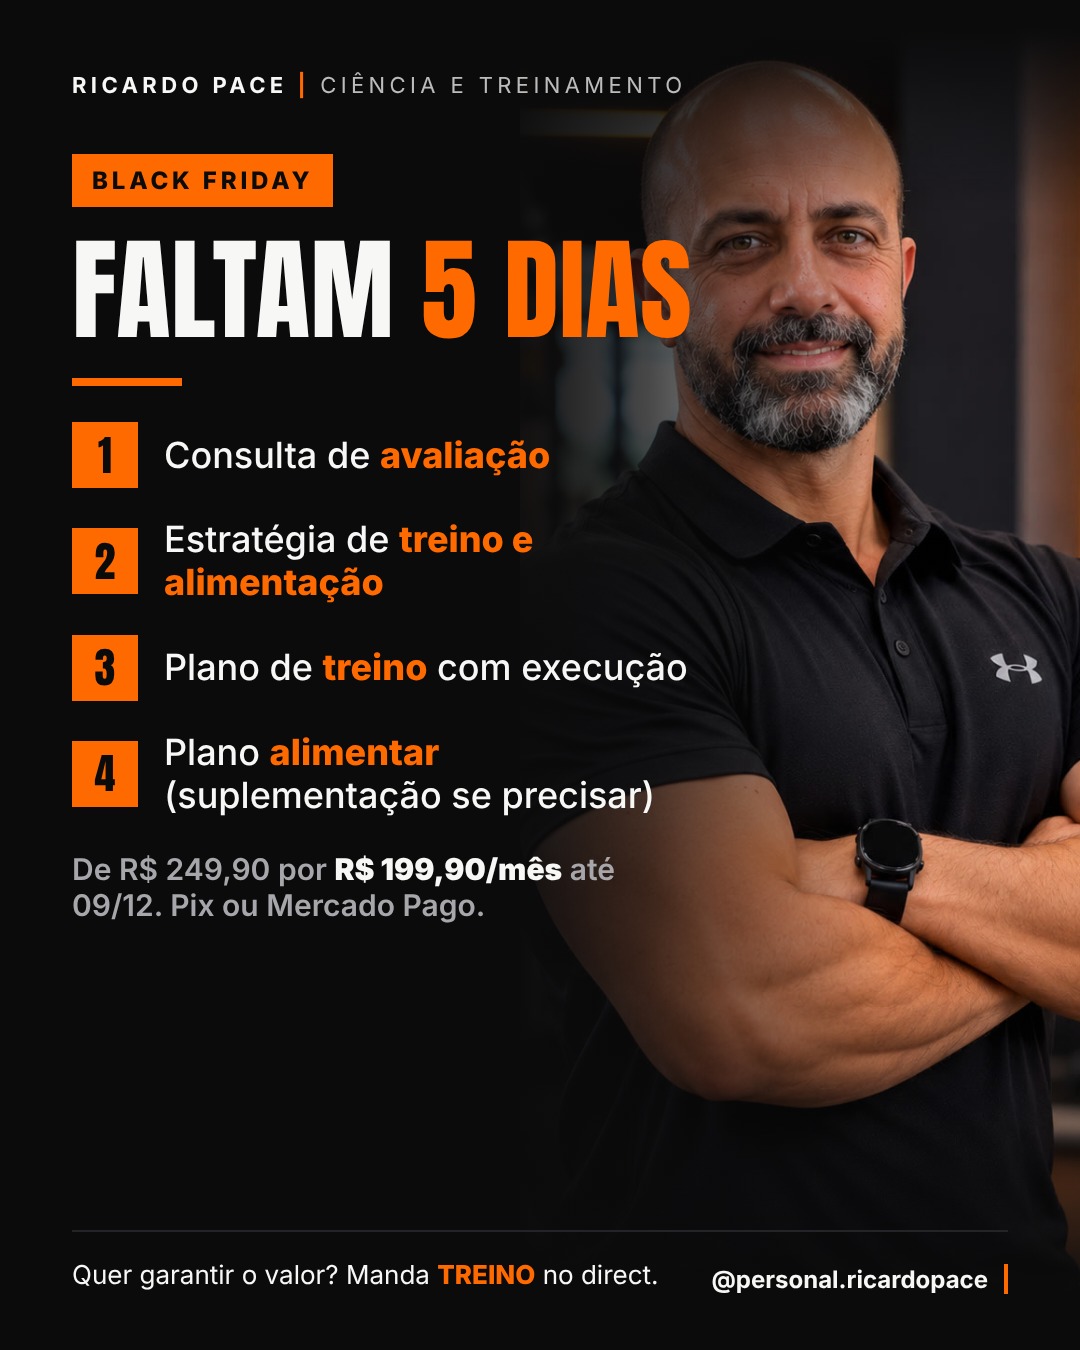 RICARDO PACE | CIÊNCIA E TREINAMENTO
BLACK FRIDAY
FALTAM 5 DIAS
1 Consulta de avaliação
2 Estratégia de treino e
alimentação
3 Plano de treino com execução
4 Plano alimentar
(suplementação se precisar)
De R$ 249,90 por R$ 199,90/mês até
09/12. Pix ou Mercado Pago.
Quer garantir o valor? Manda TREINO no direct.
@personal.ricardopace